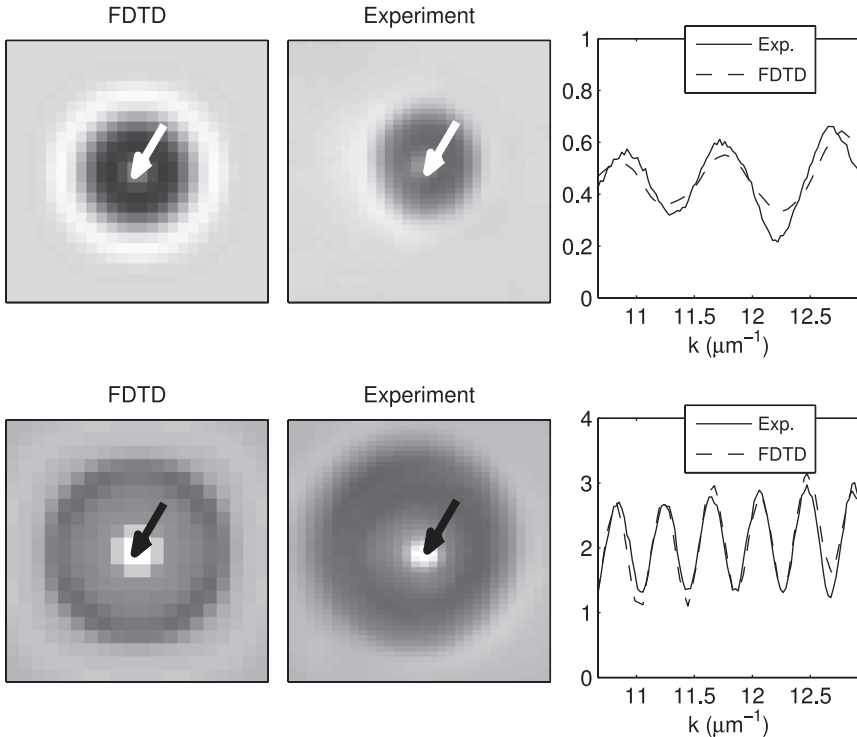 FDTD
Experiment
Exp.
FDTD
1
0.8
0.6
0.4
0.2
0
11
11.5
12
12.5
k (μm⁻¹)
FDTD
Experiment
Exp.
FDTD
4
3
2
1
0
11
11.5
12
12.5
k (μm⁻¹)